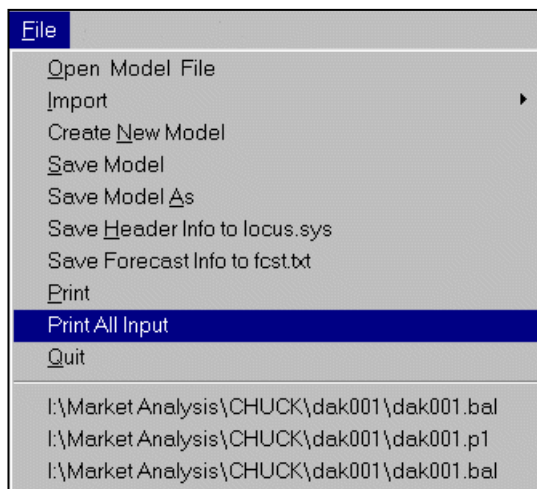 File
Open Model File
Import
Create New Model
Save Model
Save Model As
Save Header Info to locus.sys
Save Forecast Info to fcst.txt
Print
Print All Input
Quit
I:\Market Analysis\CHUCK\dak001\dak001.bal
I:\Market Analysis\CHUCK\dak001\dak001.p1
I:\Market Analysis\CHUCK\dak001\dak001.bal